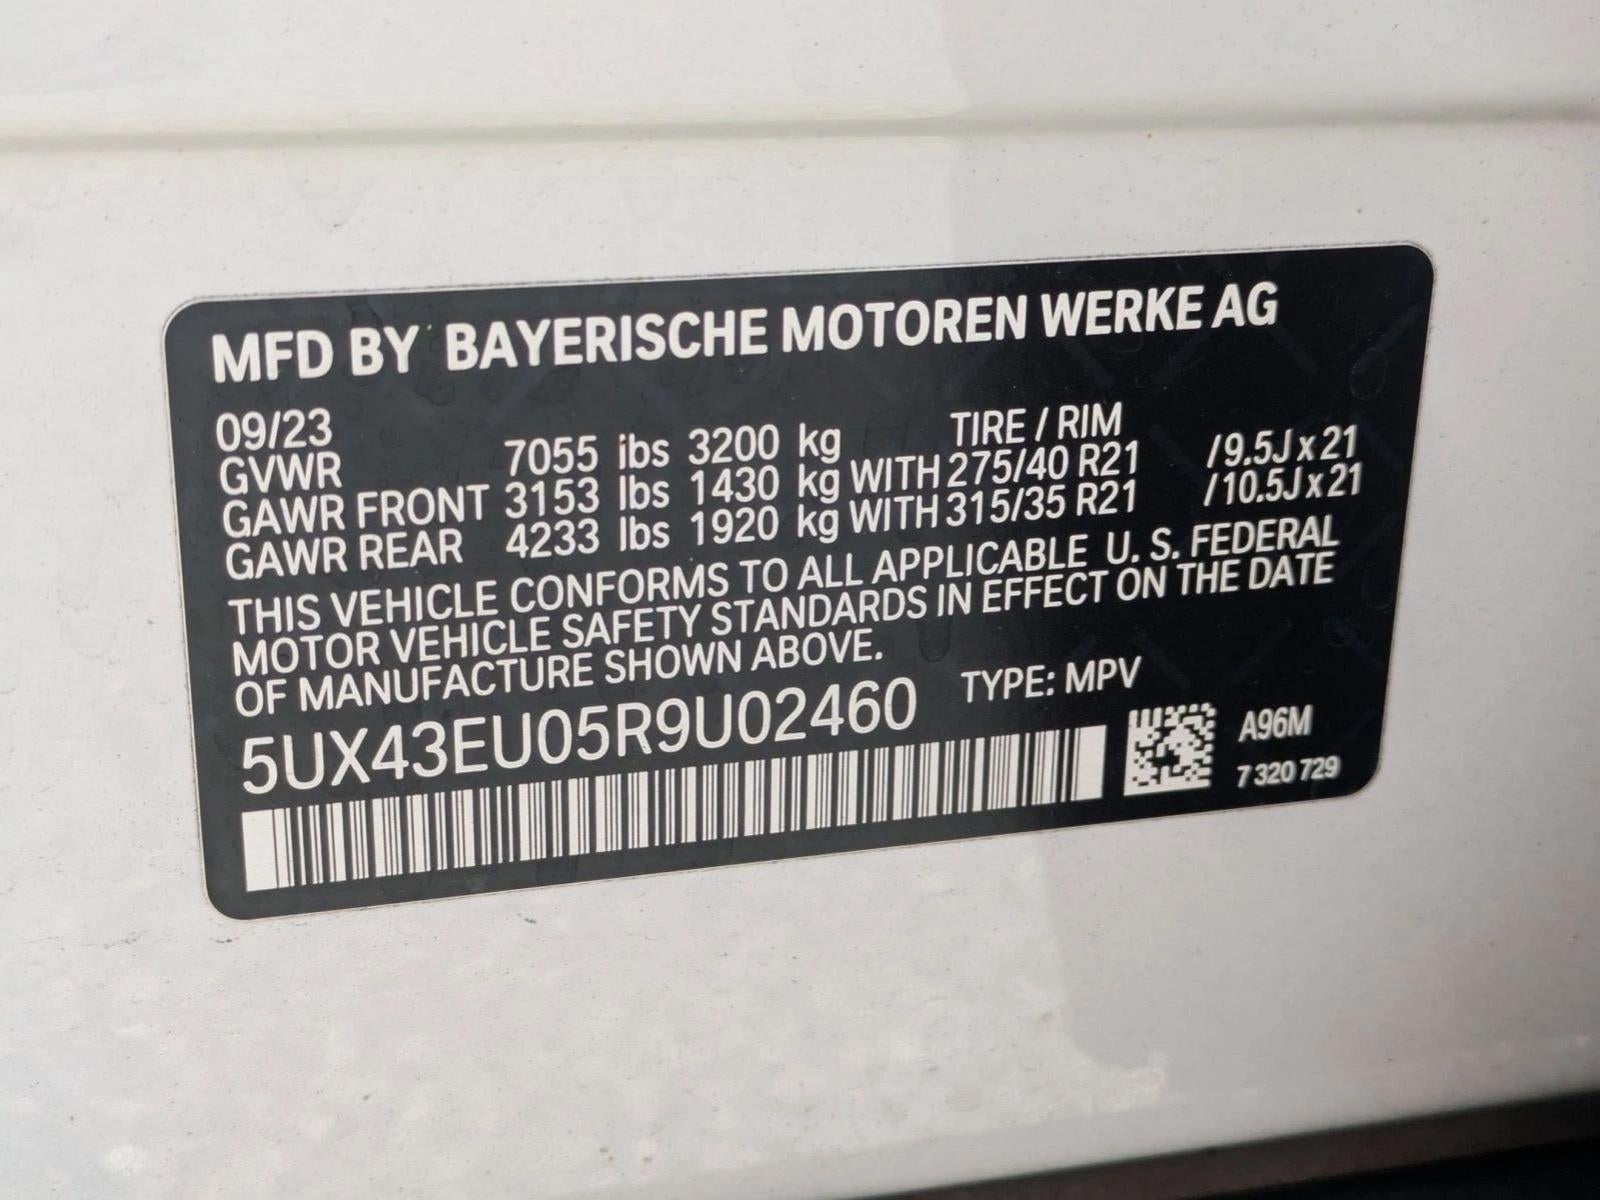 MFD BY BAYERISCHE MOTOREN WERKE AG
09/23
GVWR 7055 lbs 3200 kg TIRE / RIM
GAWR FRONT 3153 lbs 1430 kg WITH 275/40 R21 /9.5J x 21
GAWR REAR 4233 lbs 1920 kg WITH 315/35 R21 /10.5J x 21
THIS VEHICLE CONFORMS TO ALL APPLICABLE U. S. FEDERAL
MOTOR VEHICLE SAFETY STANDARDS IN EFFECT ON THE DATE
OF MANUFACTURE SHOWN ABOVE.
5UX43EU05R9U02460 TYPE: MPV
A96M
7 320 729